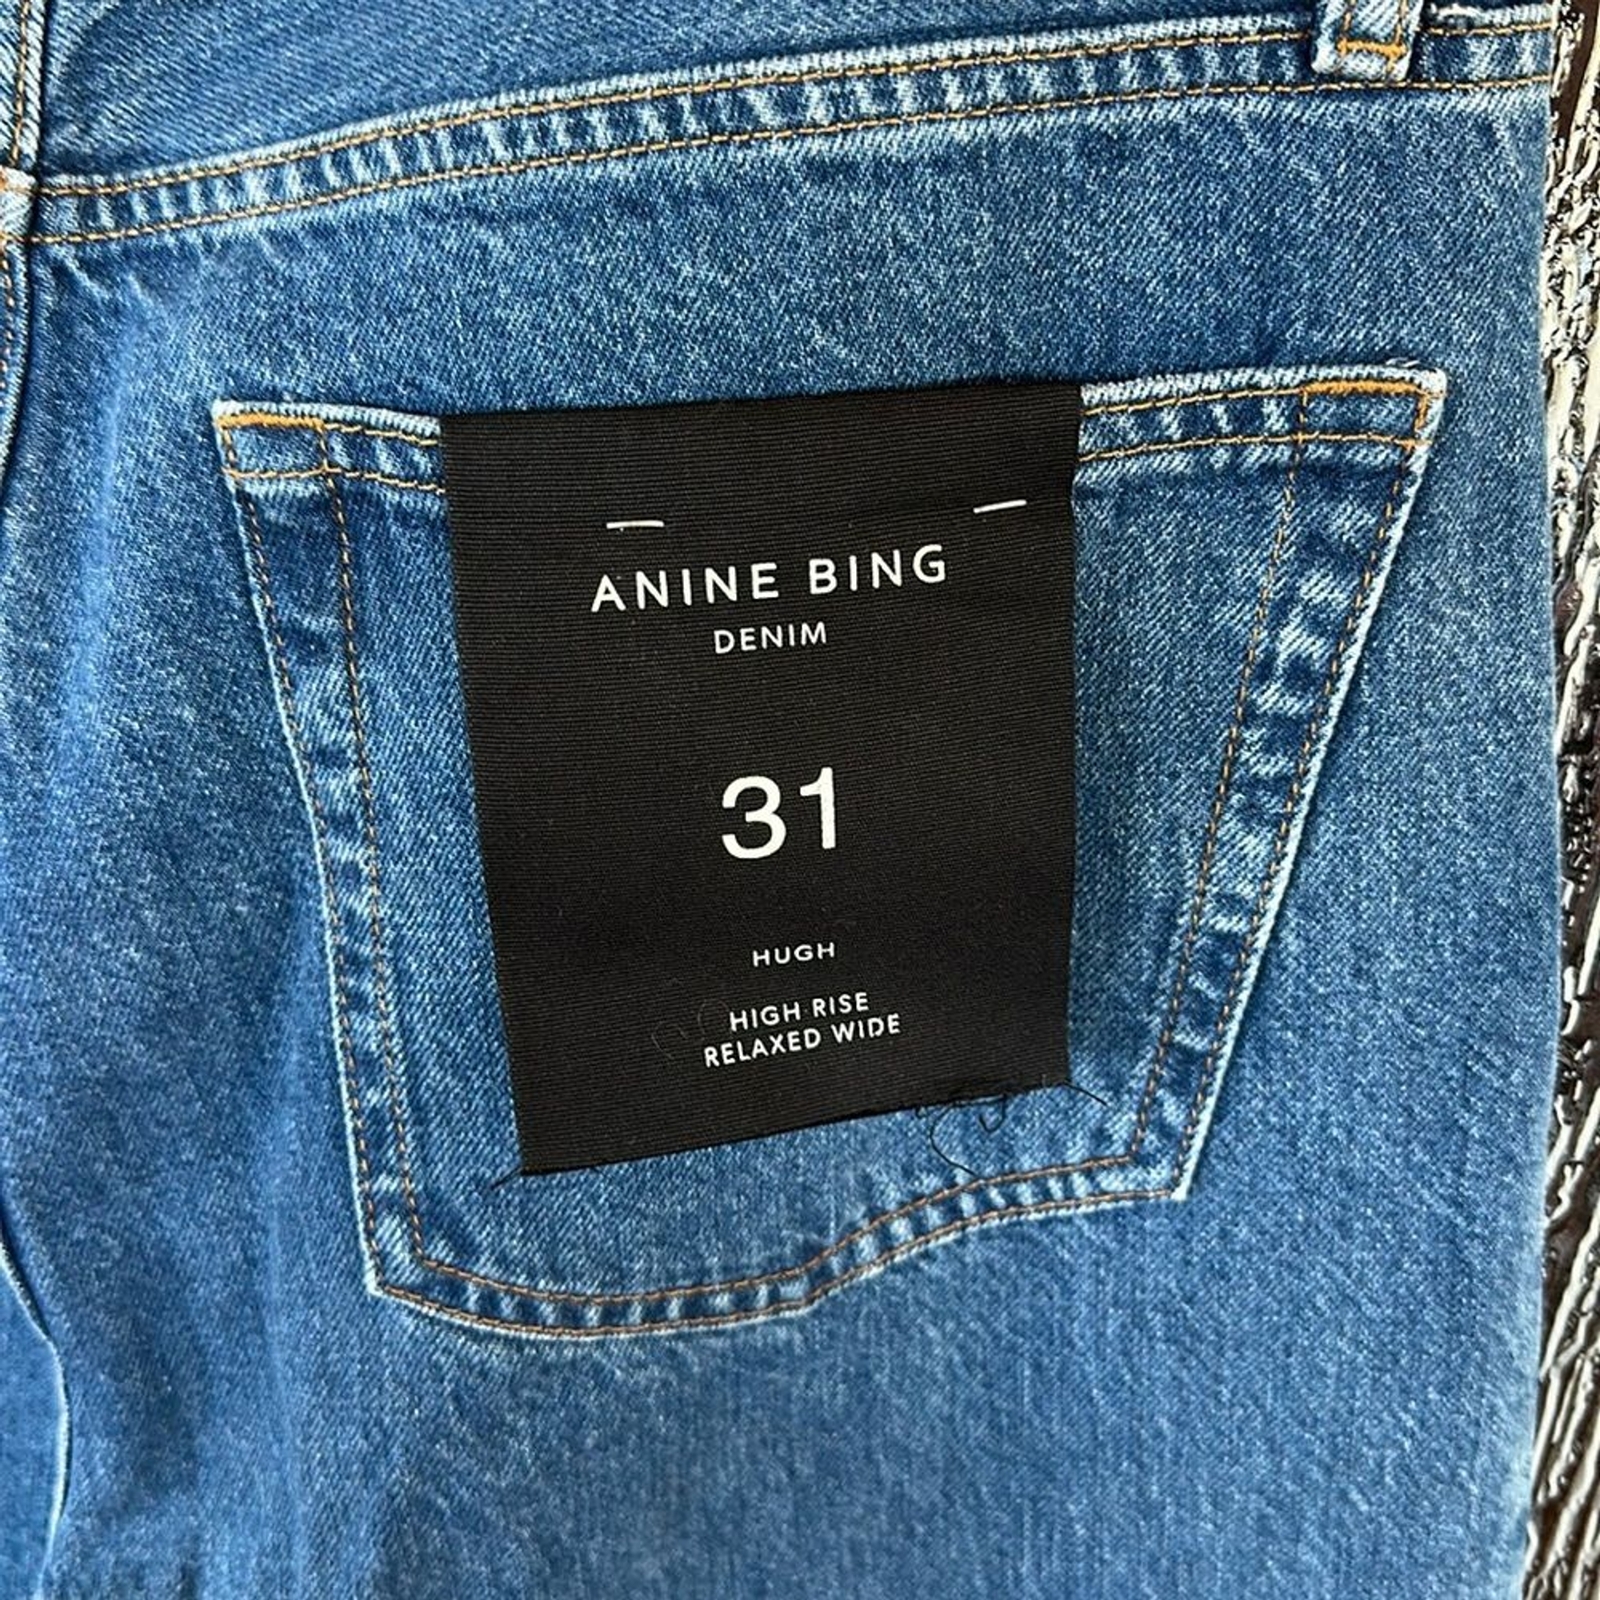 ANINE BING
DENIM
31
HUGH
HIGH RISE
RELAXED WIDE